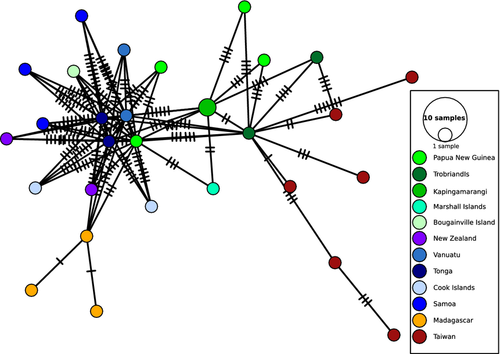 10 samples
1 sample
Papua New Guinea
Trobriandls
Kapingamarangi
Marshall Islands
Bougainville Island
New Zealand
Vanuatu
Tonga
Cook Islands
Samoa
Madagascar
Taiwan